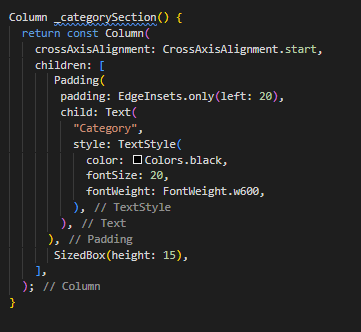 Column _categorySection() {
  return const Column(
    crossAxisAlignment: CrossAxisAlignment.start,
    children: [
      Padding(
        padding: EdgeInsets.only(left: 20),
        child: Text(
          "Category",
          style: TextStyle(
            color: Colors.black,
            fontSize: 20,
            fontWeight: FontWeight.w600,
          ), // TextStyle
        ), // Text
      ), // Padding
      SizedBox(height: 15),
    ],
  ); // Column
}